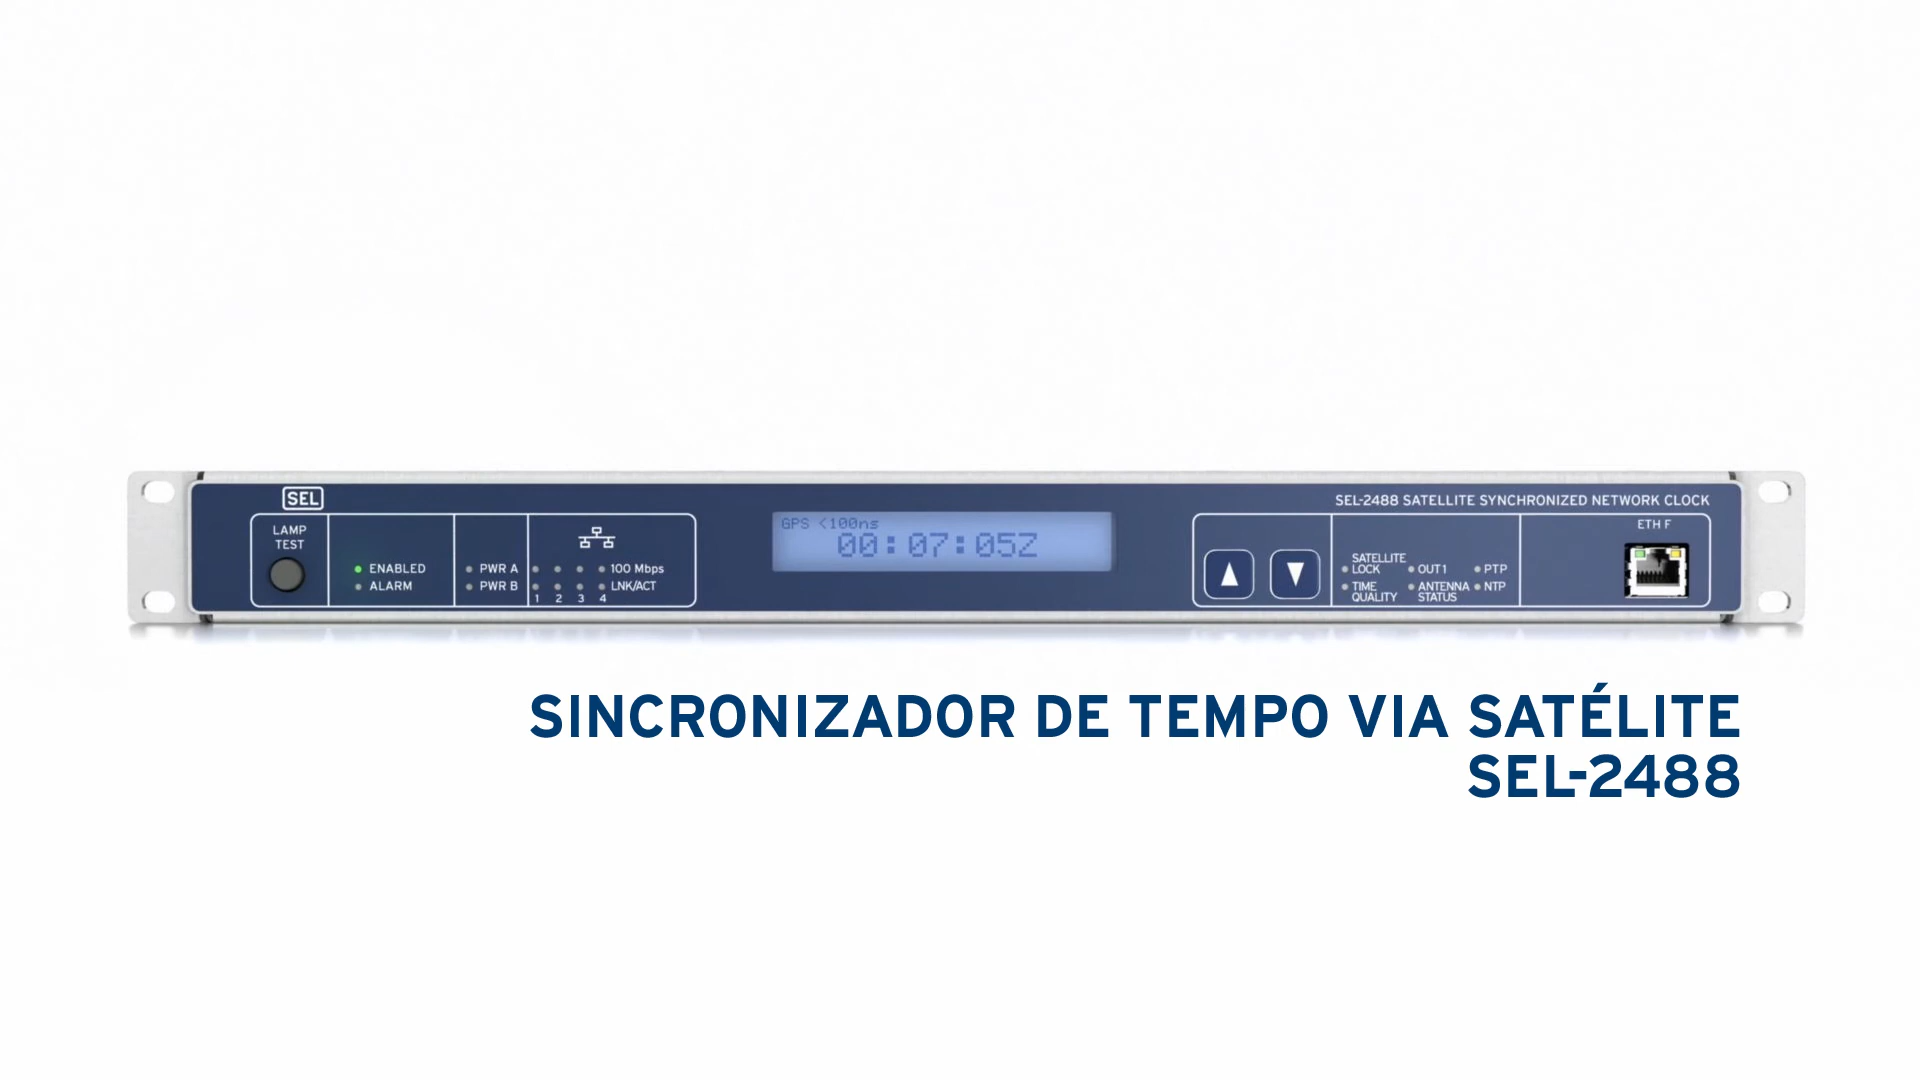 SEL
SEL-2488 SATELLITE SYNCHRONIZED NETWORK CLOCK
LAMP
TEST
ENABLED
ALARM
PWR A
PWR B
100 Mbps
LNK/ACT
1 2 3 4
GPS <100ns
00:07:05Z
SATELLITE
LOCK
TIME
QUALITY
OUT1
ANTENNA
STATUS
PTP
NTP
ETH F
SINCRONIZADOR DE TEMPO VIA SATÉLITE
SEL-2488